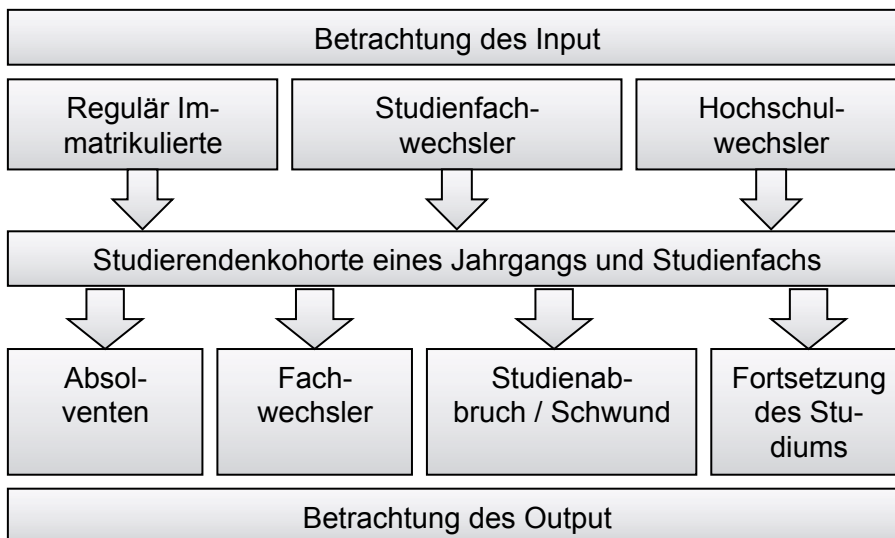 Betrachtung des Input
Regulär Im-
matrikulierte
Studienfach-
wechsler
Hochschul-
wechsler
Studierendenkohorte eines Jahrgangs und Studienfachs
Absol-
venten
Fach-
wechsler
Studienab-
bruch / Schwund
Fortsetzung
des Stu-
diums
Betrachtung des Output